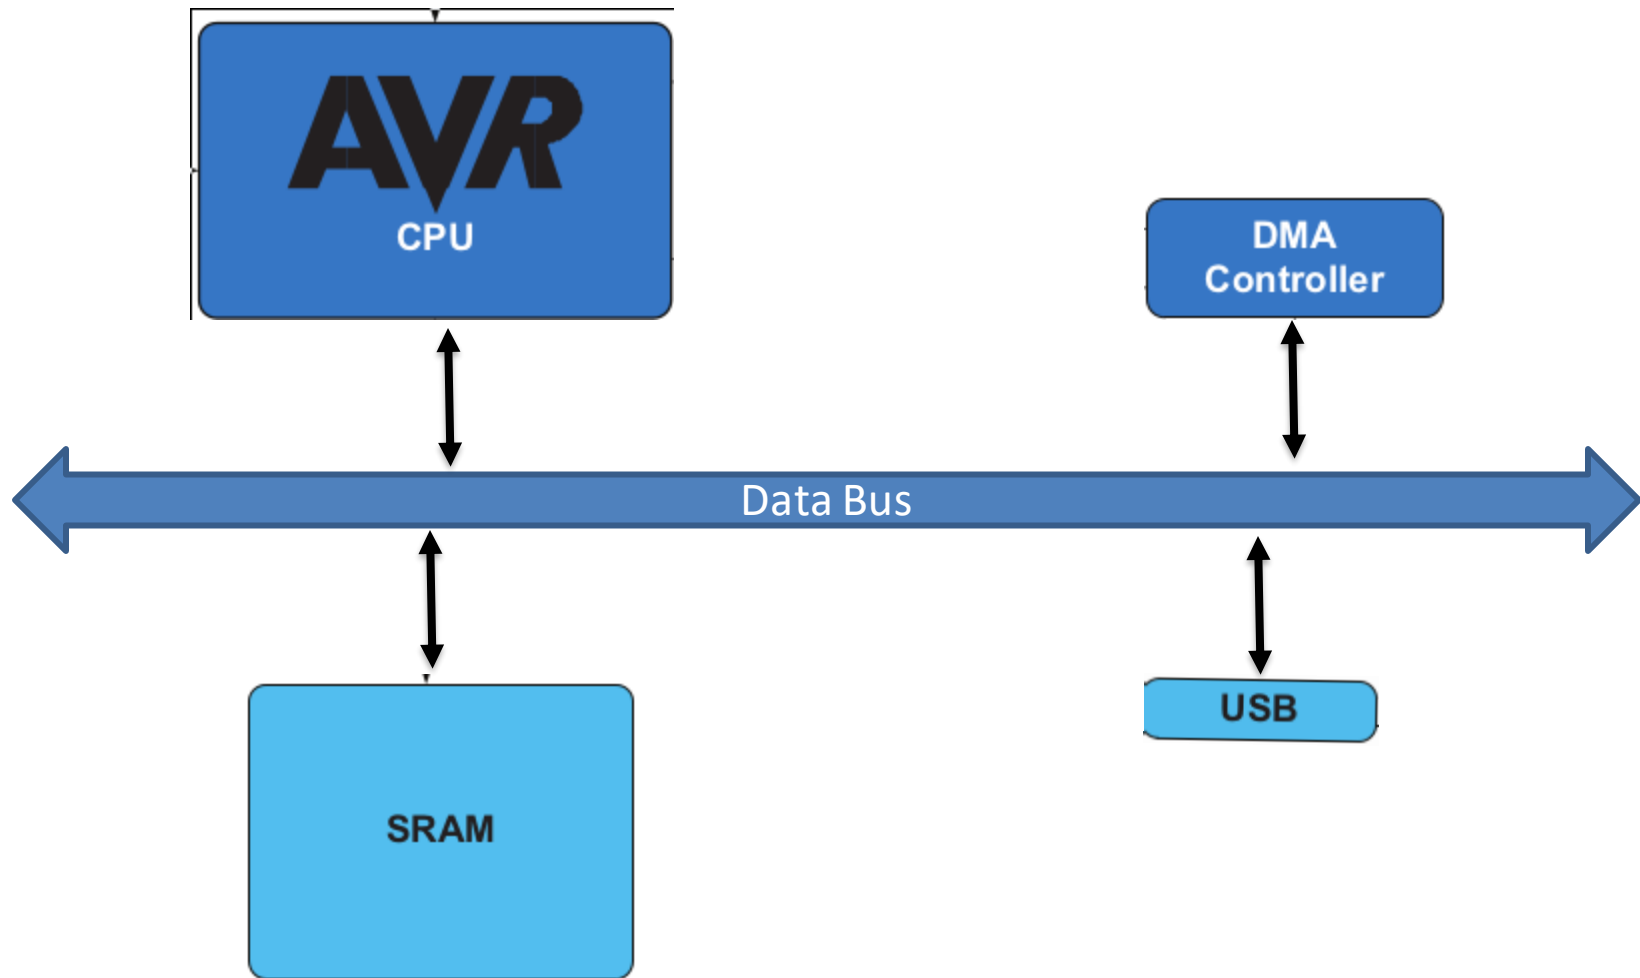 AVR
CPU
DMA
Controller
Data Bus
SRAM
USB